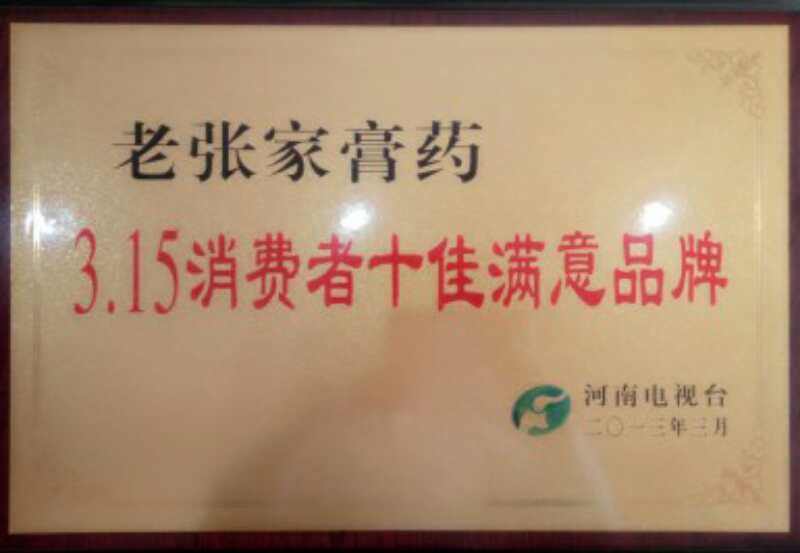 老张家膏药
3.15消费者十佳满意品牌
河南电视台
二〇一三年三月